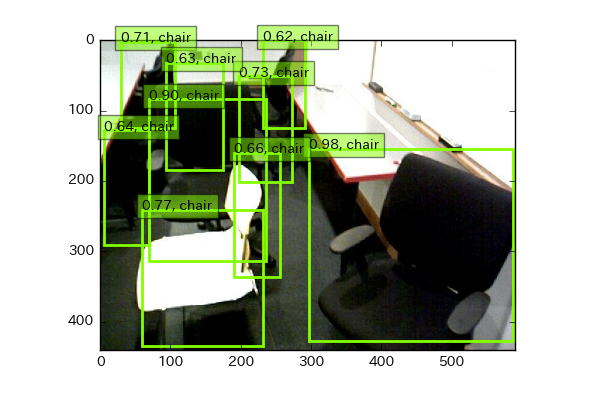 0.71, chair
0.62, chair
0.63, chair
0.73, chair
0.90, chair
0.64, chair
0.66, chair
0.98, chair
0.77, chair
0
100
200
300
400
0 100 200 300 400 500